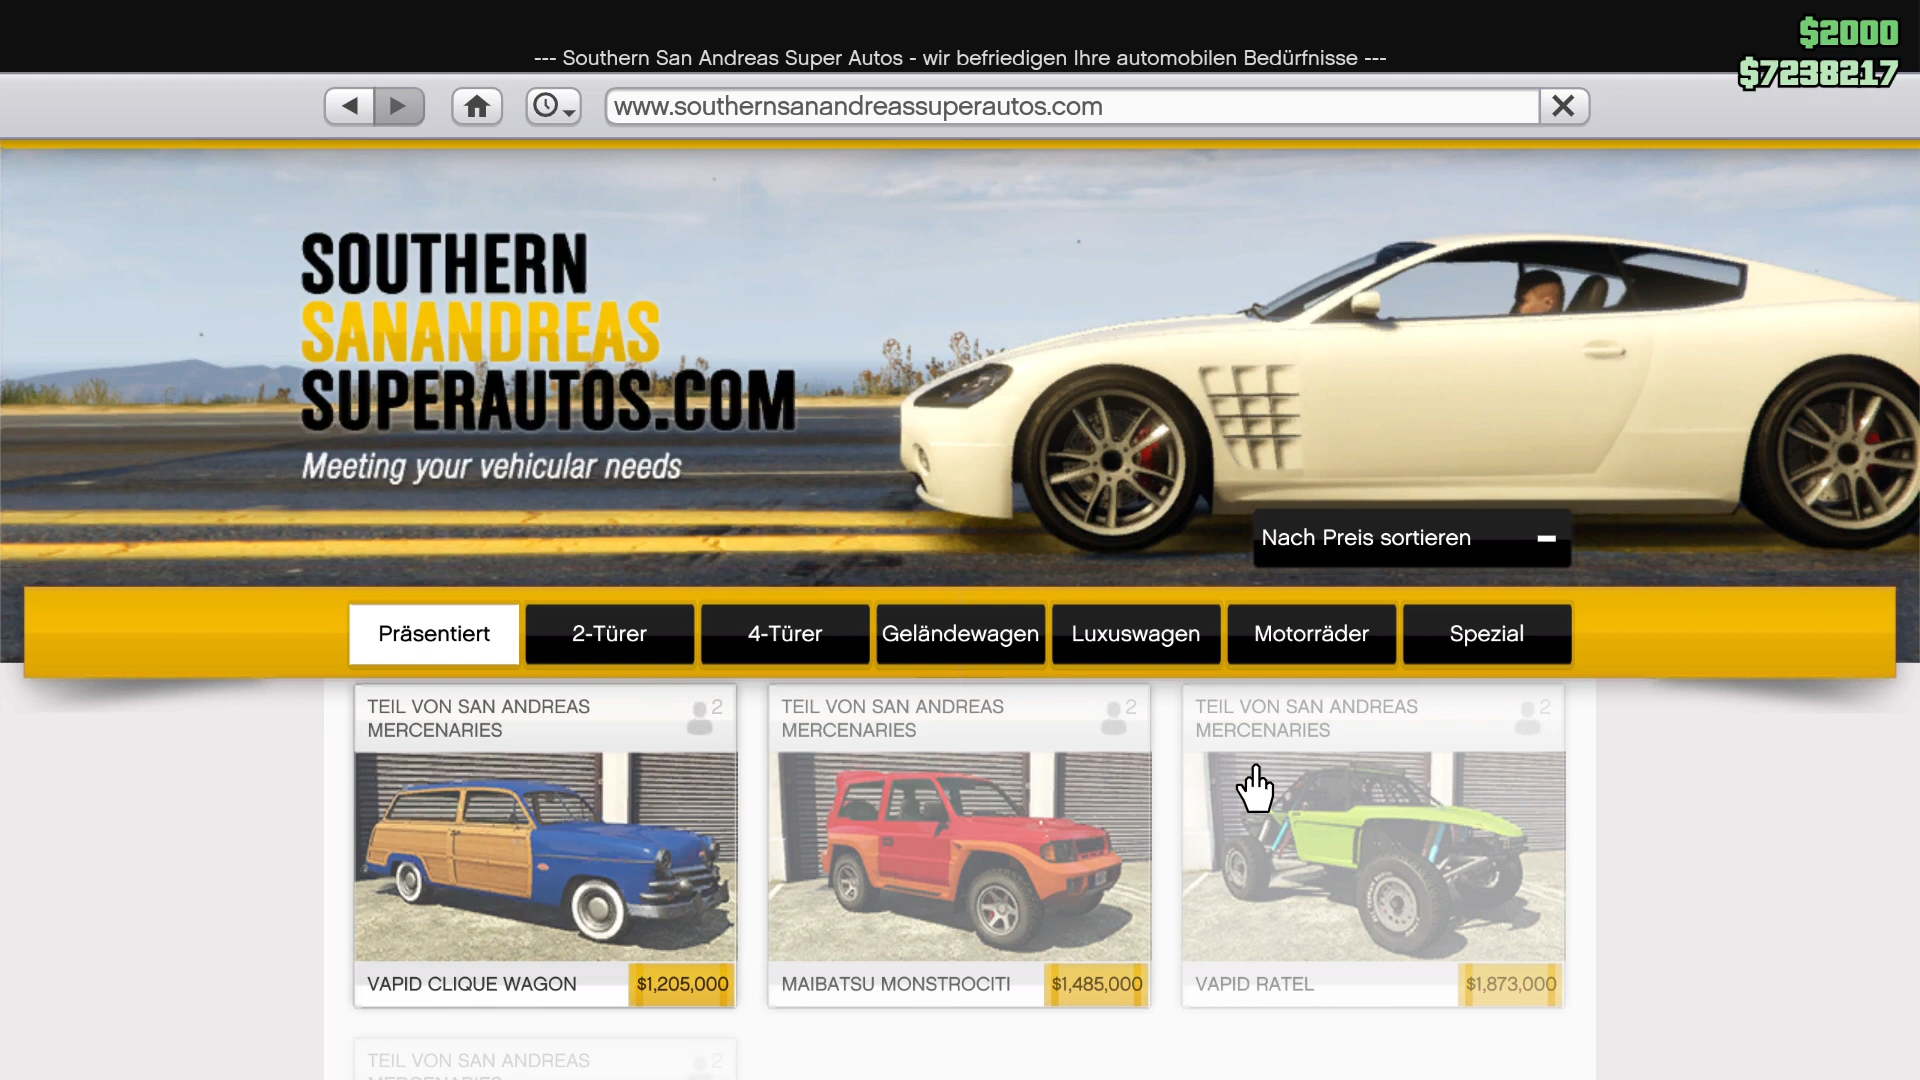 $2000
--- Southern San Andreas Super Autos - wir befriedigen Ihre automobilen Bedürfnisse ---
$7238217
www.southernsanandreassuperautos.com
SOUTHERN
SANANDREAS
SUPERAUTOS.COM
Meeting your vehicular needs
Nach Preis sortieren
Präsentiert
2-Türer
4-Türer
Geländewagen
Luxuswagen
Motorräder
Spezial
TEIL VON SAN ANDREAS
MERCENARIES
2
TEIL VON SAN ANDREAS
MERCENARIES
2
TEIL VON SAN ANDREAS
MERCENARIES
2
VAPID CLIQUE WAGON
$1,205,000
MAIBATSU MONSTROCITI
$1,485,000
VAPID RATEL
$1,873,000
TEIL VON SAN ANDREAS
MERCENARIES
2